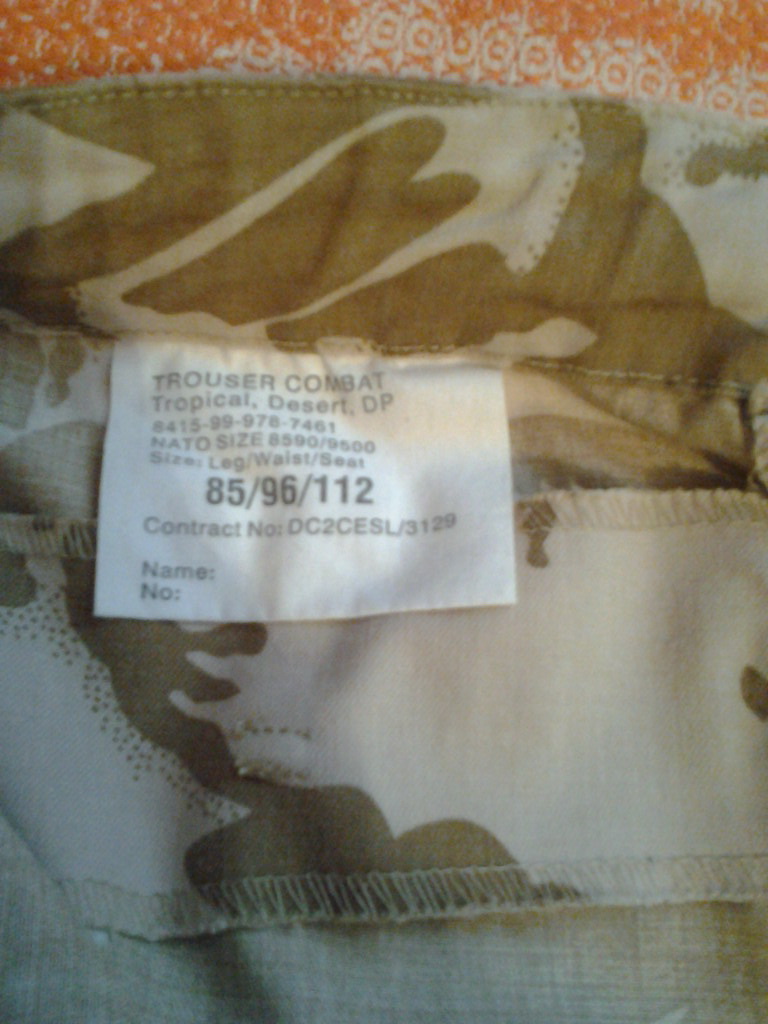 TROUSER COMBAT
Tropical, Desert, DP
8415-99-978-7461
NATO SIZE 8590/9500
Size: Leg/Waist/Seat
85/96/112
Contract No: DC2CESL/3129
Name:
No: